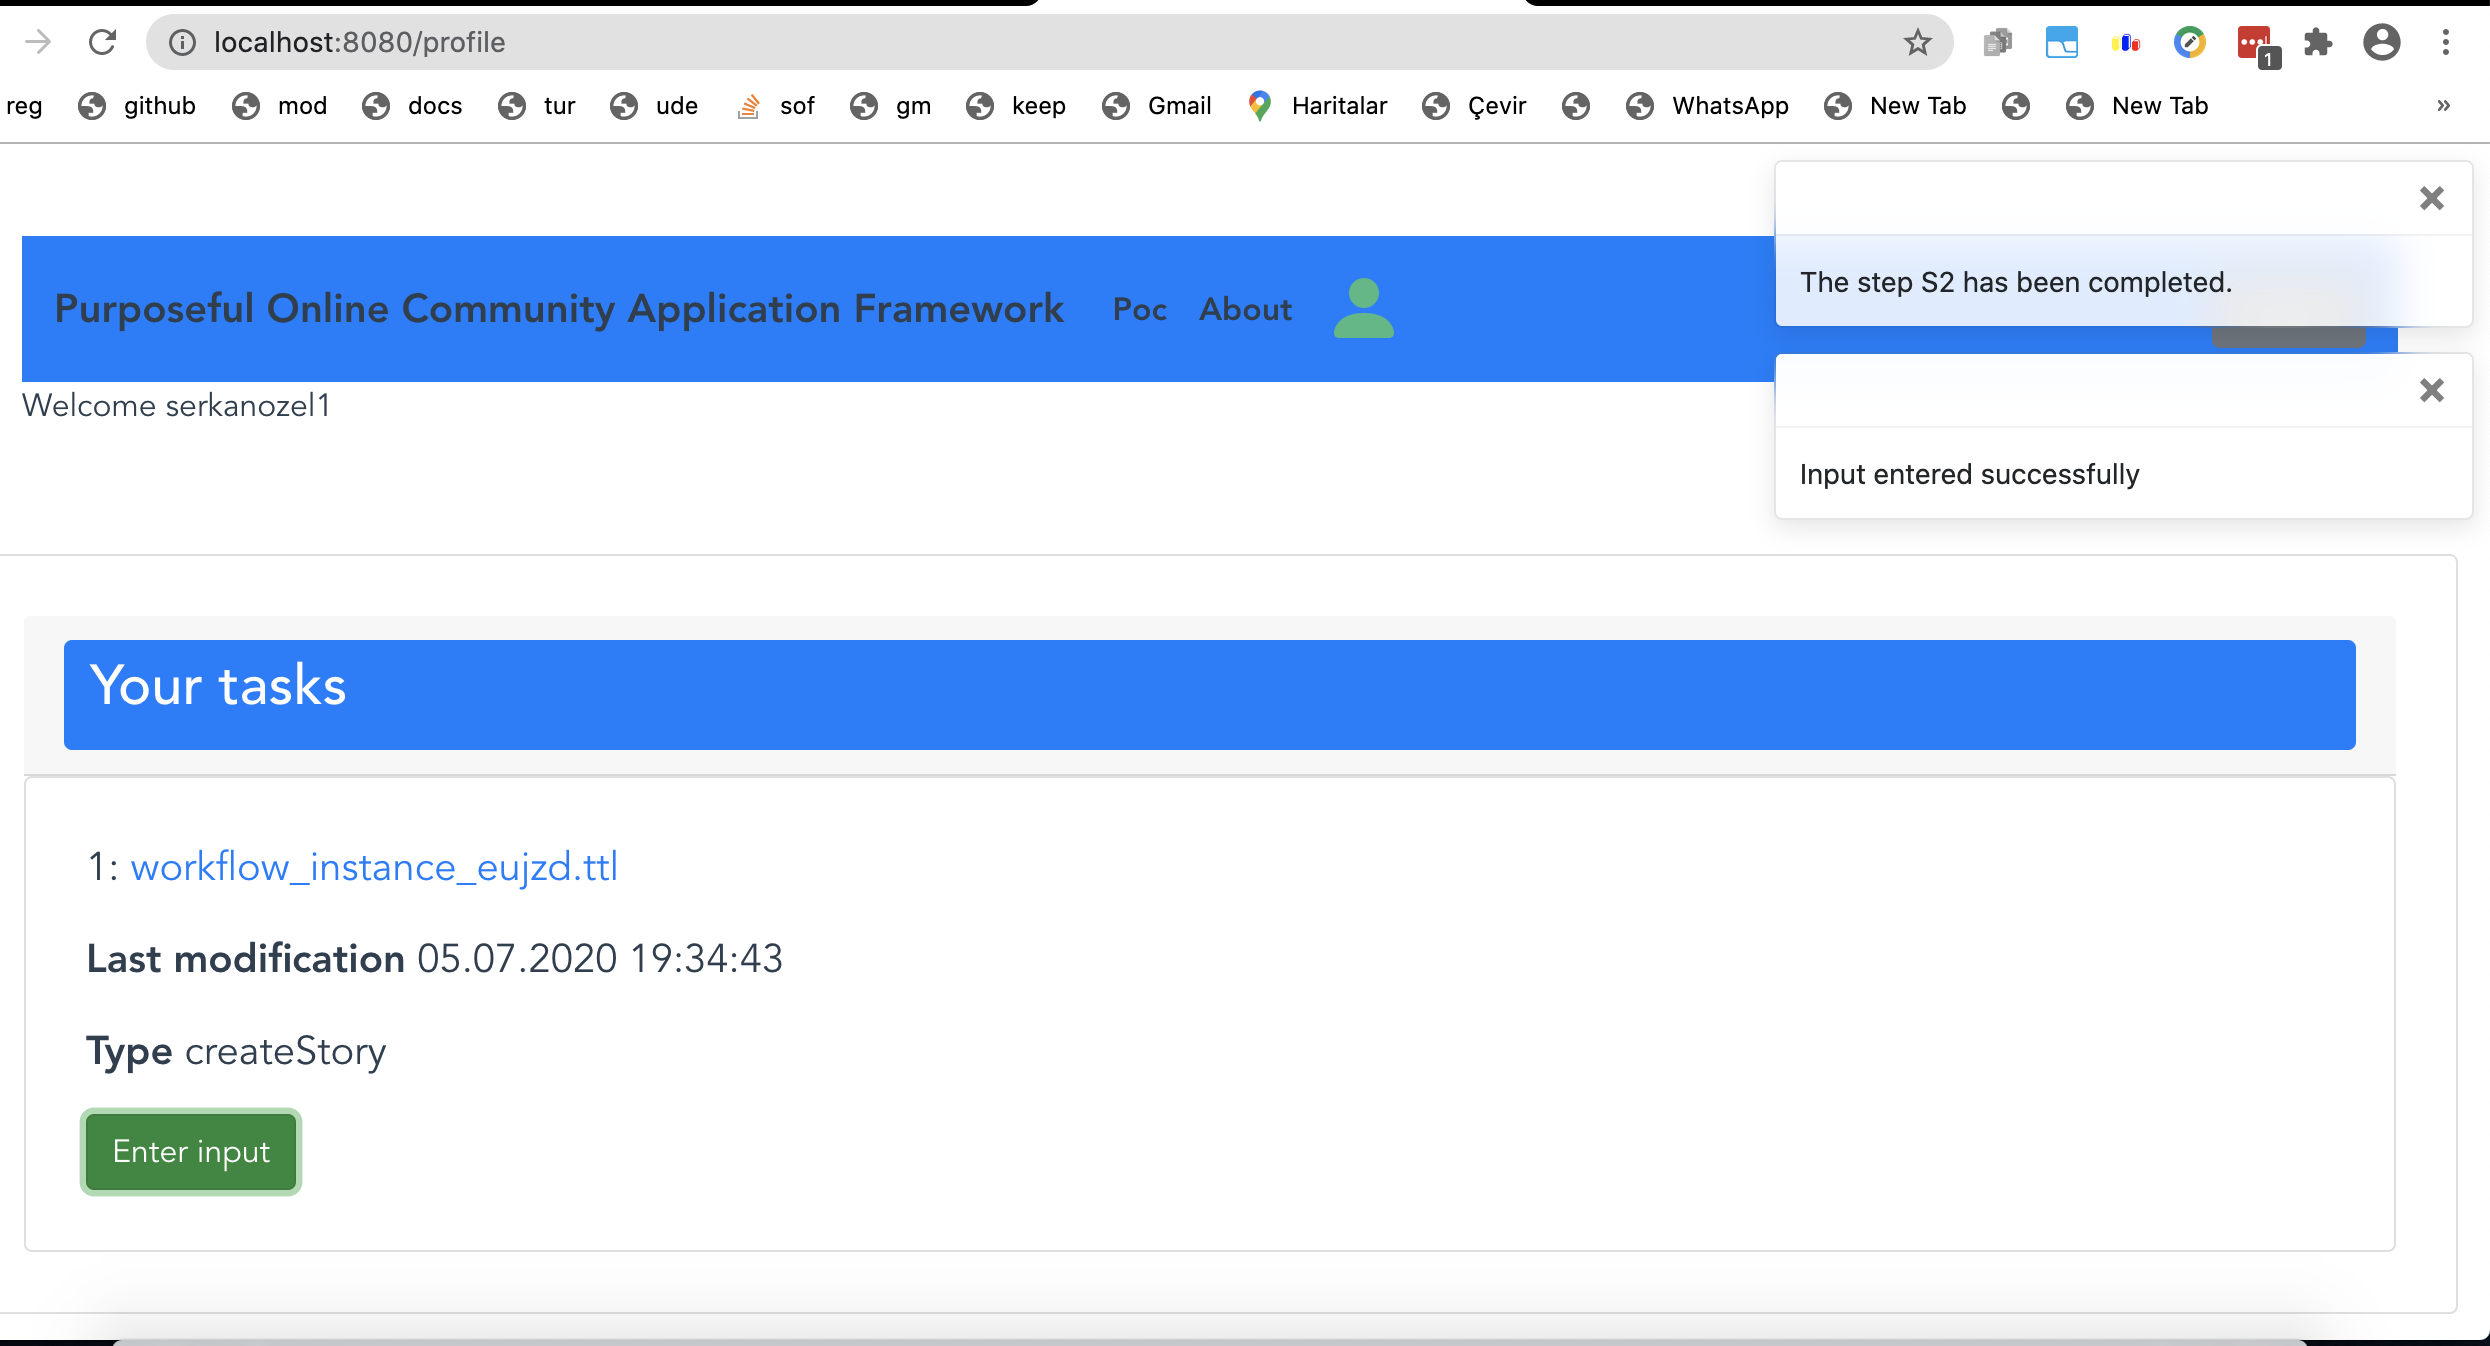 localhost:8080/profile
1
reg github mod docs tur ude sof gm keep Gmail Haritalar Çevir WhatsApp New Tab New Tab »
The step S2 has been completed.
Purposeful Online Community Application Framework Poc About
Welcome serkanozel1
Input entered successfully
Your tasks
1: workflow_instance_eujzd.ttl
Last modification 05.07.2020 19:34:43
Type createStory
Enter input